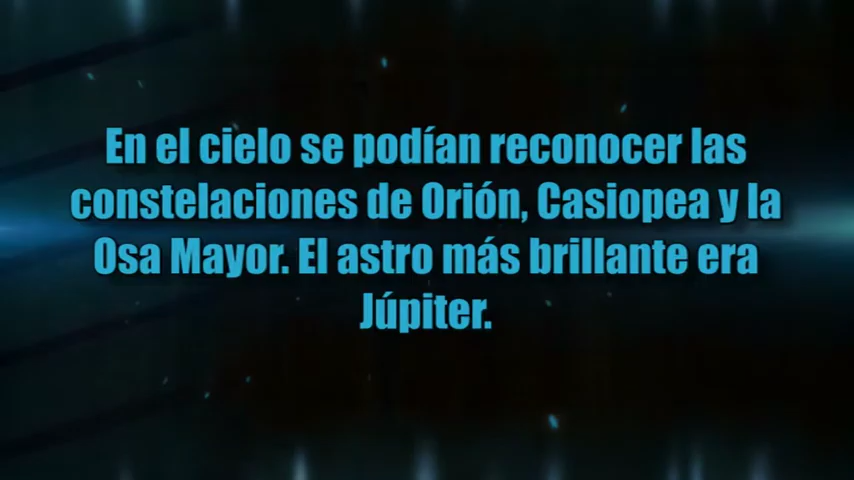 En el cielo se podían reconocer las
constelaciones de Orión, Casiopea y la
Osa Mayor. El astro más brillante era
Júpiter.